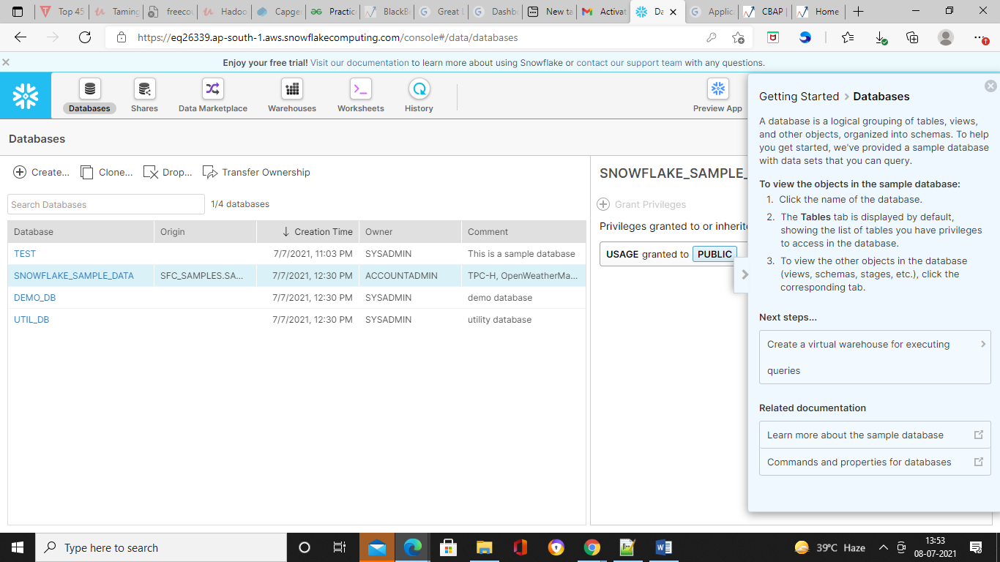 Top 45
Taming
freecou
Hadoo
Capge
Practic
BlackB
Great L
Dashbo
New ta
Activat
Da
Applic
CBAP
Home
https://eq26339.ap-south-1.aws.snowflakecomputing.com/console#/data/databases
Enjoy your free trial! Visit our documentation to learn more about using Snowflake or contact our support team with any questions.
Databases
Shares
Data Marketplace
Warehouses
Worksheets
History
Preview App
Databases
Create...
Clone...
Drop...
Transfer Ownership
Search Databases
1/4 databases
Database Origin Creation Time Owner Comment
TEST 7/7/2021, 11:03 PM SYSADMIN This is a sample database
SNOWFLAKE_SAMPLE_DATA SFC_SAMPLES.SA... 7/7/2021, 12:30 PM ACCOUNTADMIN TPC-H, OpenWeatherMa...
DEMO_DB 7/7/2021, 12:30 PM SYSADMIN demo database
UTIL_DB 7/7/2021, 12:30 PM SYSADMIN utility database
SNOWFLAKE_SAMPLE_
Grant Privileges
Privileges granted to or inherite
USAGE granted to PUBLIC
Getting Started > Databases
A database is a logical grouping of tables, views,
and other objects, organized into schemas. To help
you get started, we've provided a sample database
with data sets that you can query.
To view the objects in the sample database:
1. Click the name of the database.
2. The Tables tab is displayed by default,
showing the list of tables you have privileges
to access in the database.
3. To view the other objects in the database
(views, schemas, stages, etc.), click the
corresponding tab.
Next steps...
Create a virtual warehouse for executing
queries
Related documentation
Learn more about the sample database
Commands and properties for databases
Type here to search
39°C Haze
13:53
08-07-2021